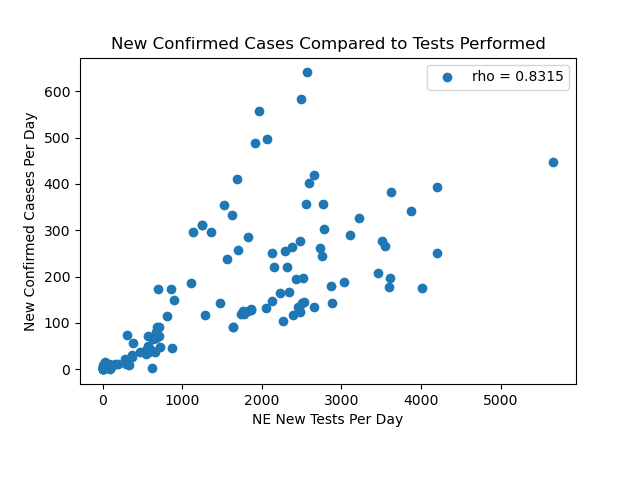 New Confirmed Cases Compared to Tests Performed
rho = 0.8315
600
500
400
300
200
100
0
New Confirmed Caeses Per Day
0 1000 2000 3000 4000 5000
NE New Tests Per Day